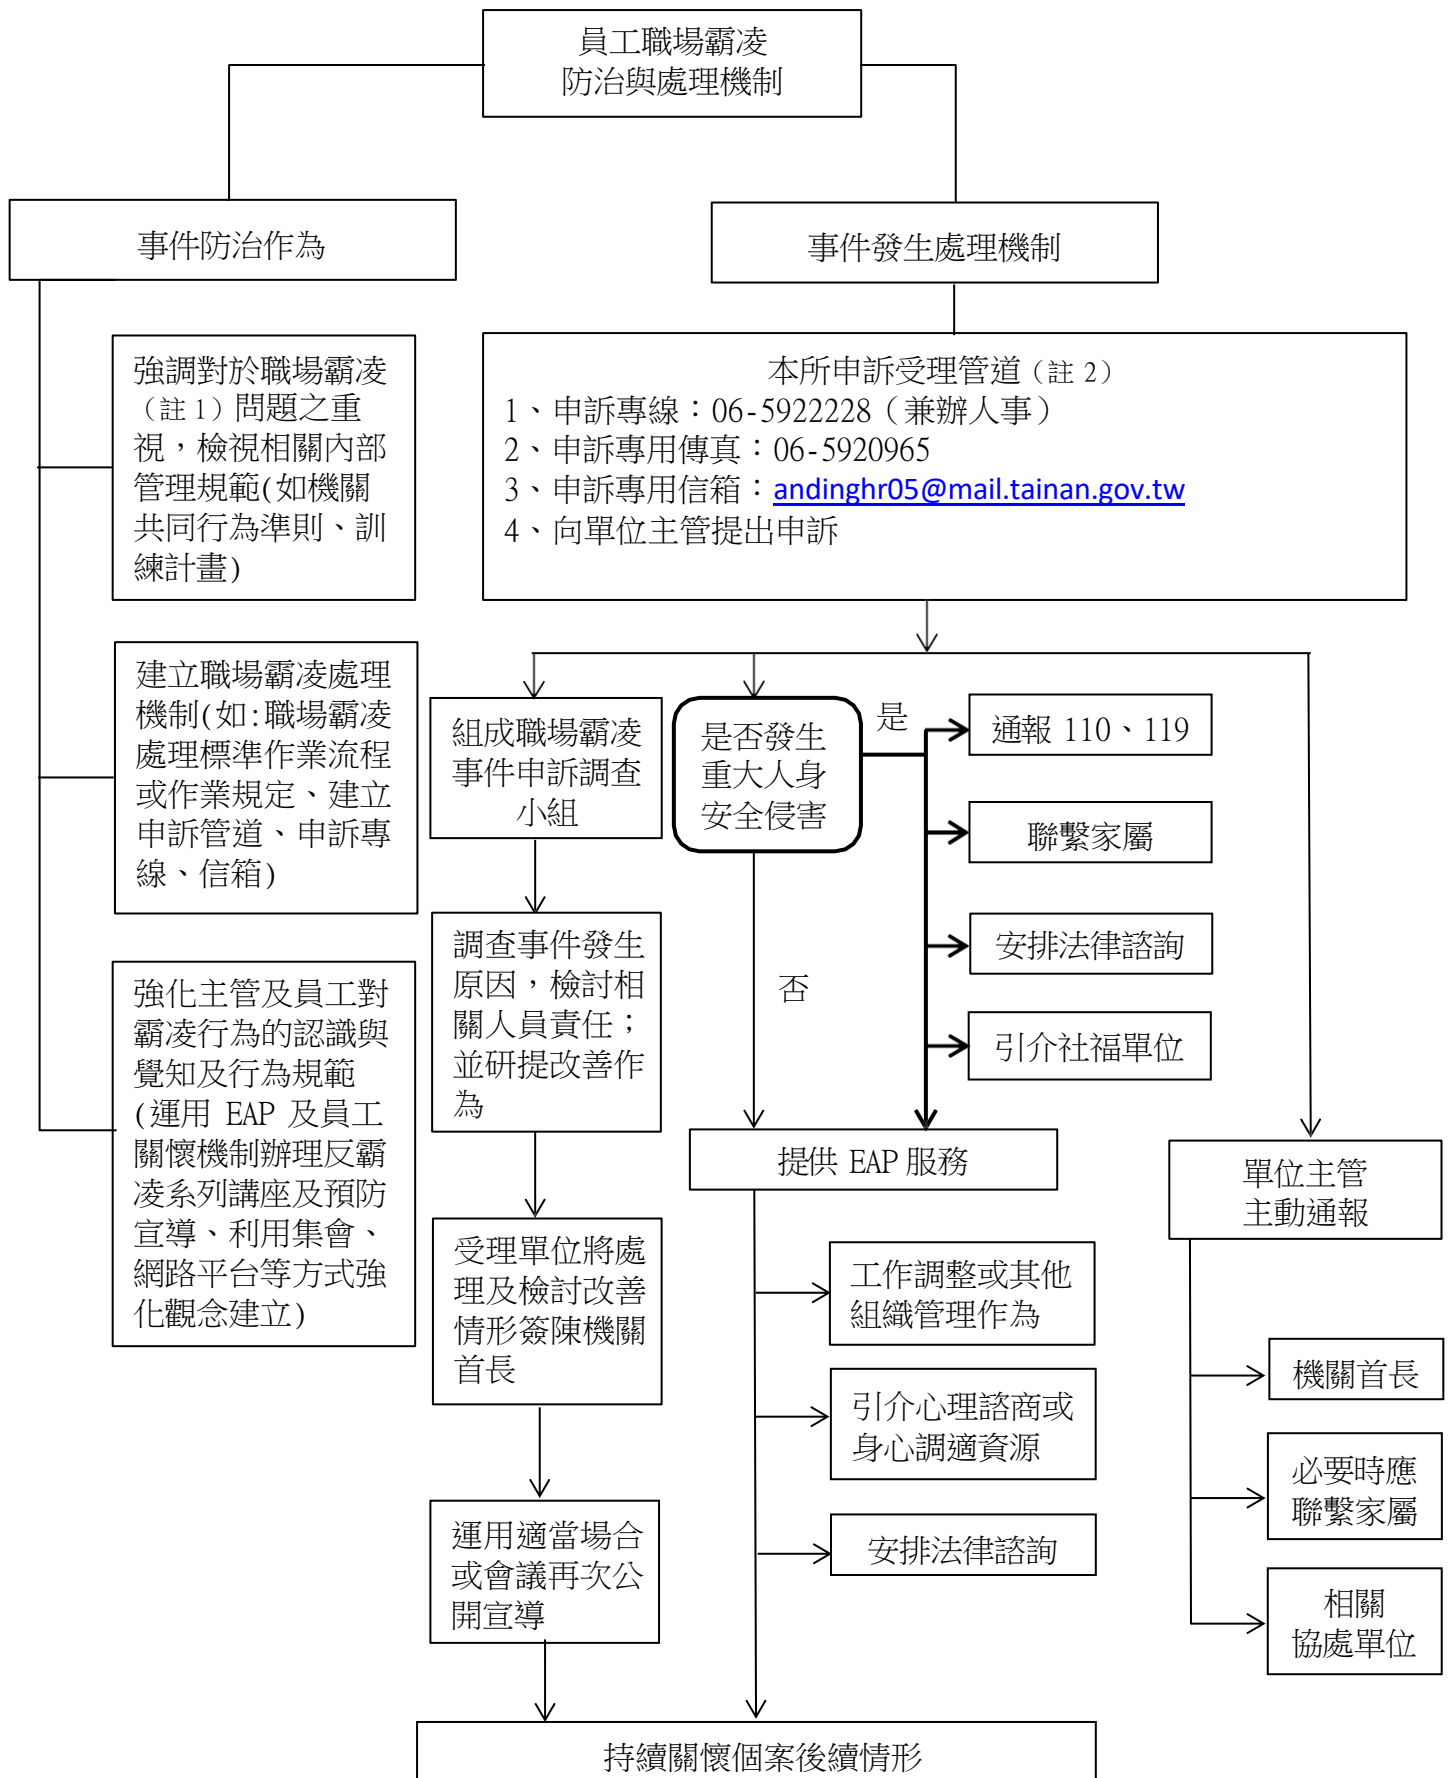 員工職場霸凌
防治與處理機制
事件防治作為
事件發生處理機制
強調對於職場霸凌
（註1）問題之重
視，檢視相關內部
管理規範(如機關
共同行為準則、訓
練計畫)
建立職場霸凌處理
機制(如:職場霸凌
處理標準作業流程
或作業規定、建立
申訴管道、申訴專
線、信箱)
強化主管及員工對
霸凌行為的認識與
覺知及行為規範
(運用 EAP 及員工
關懷機制辦理反霸
凌系列講座及預防
宣導、利用集會、
網路平台等方式強
化觀念建立)
本所申訴受理管道（註2）
1、申訴專線：06-5922228（兼辦人事）
2、申訴專用傳真：06-5920965
3、申訴專用信箱：andinghr05@mail.tainan.gov.tw
4、向單位主管提出申訴
組成職場霸凌
事件申訴調查
小組
調查事件發生
原因，檢討相
關人員責任；
並研提改善作
為
受理單位將處
理及檢討改善
情形簽陳機關
首長
運用適當場合
或會議再次公
開宣導
是否發生
重大人身
安全侵害
是
否
通報 110、119
聯繫家屬
安排法律諮詢
引介社福單位
提供 EAP 服務
工作調整或其他
組織管理作為
引介心理諮商或
身心調適資源
安排法律諮詢
單位主管
主動通報
機關首長
必要時應
聯繫家屬
相關
協處單位
持續關懷個案後續情形